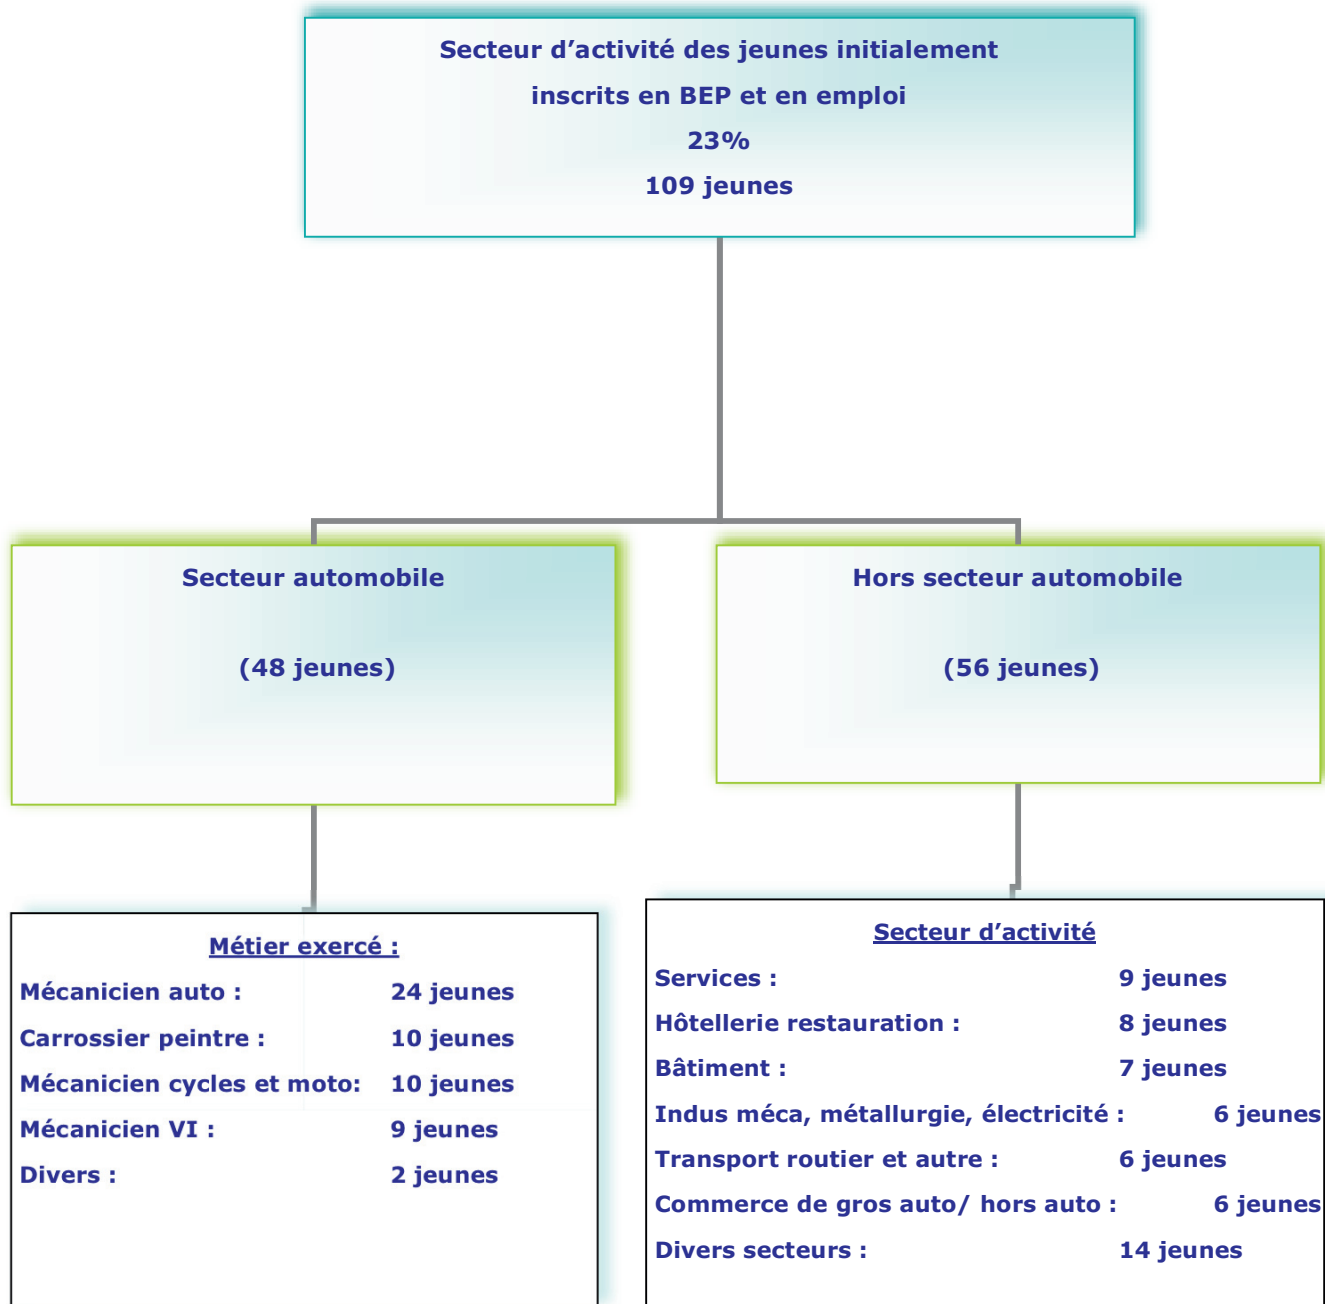 Secteur d’activité des jeunes initialement
inscrits en BEP et en emploi
23%
109 jeunes
Secteur automobile
(48 jeunes)
Hors secteur automobile
(56 jeunes)
Métier exercé :
Mécanicien auto : 24 jeunes
Carrossier peintre : 10 jeunes
Mécanicien cycles et moto: 10 jeunes
Mécanicien VI : 9 jeunes
Divers : 2 jeunes
Secteur d’activité
Services : 9 jeunes
Hôtellerie restauration : 8 jeunes
Bâtiment : 7 jeunes
Indus méca, métallurgie, électricité : 6 jeunes
Transport routier et autre : 6 jeunes
Commerce de gros auto/ hors auto : 6 jeunes
Divers secteurs : 14 jeunes